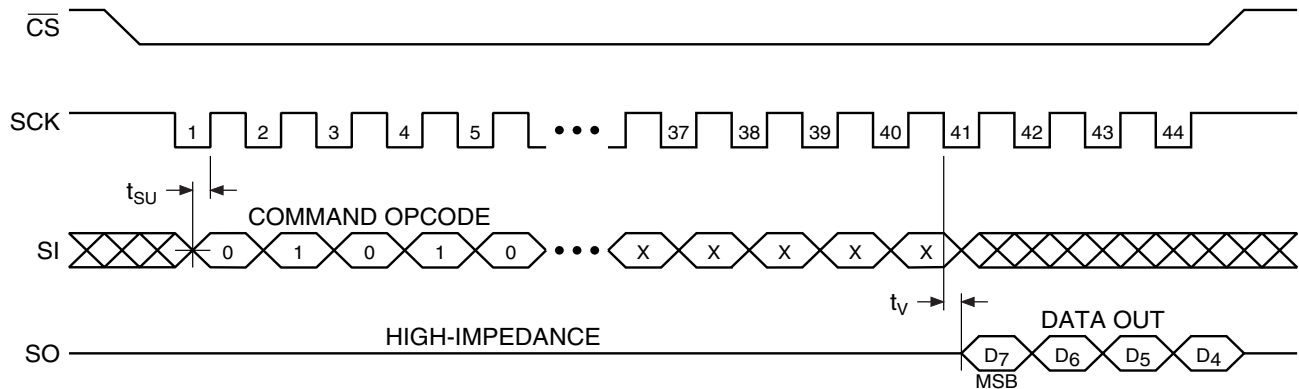 CS
SCK 1 2 3 4 5 ••• 37 38 39 40 41 42 43 44
tSU
COMMAND OPCODE
SI 0 1 0 1 0 ••• X X X X X
tV
HIGH-IMPEDANCE DATA OUT
SO D7 D6 D5 D4
MSB